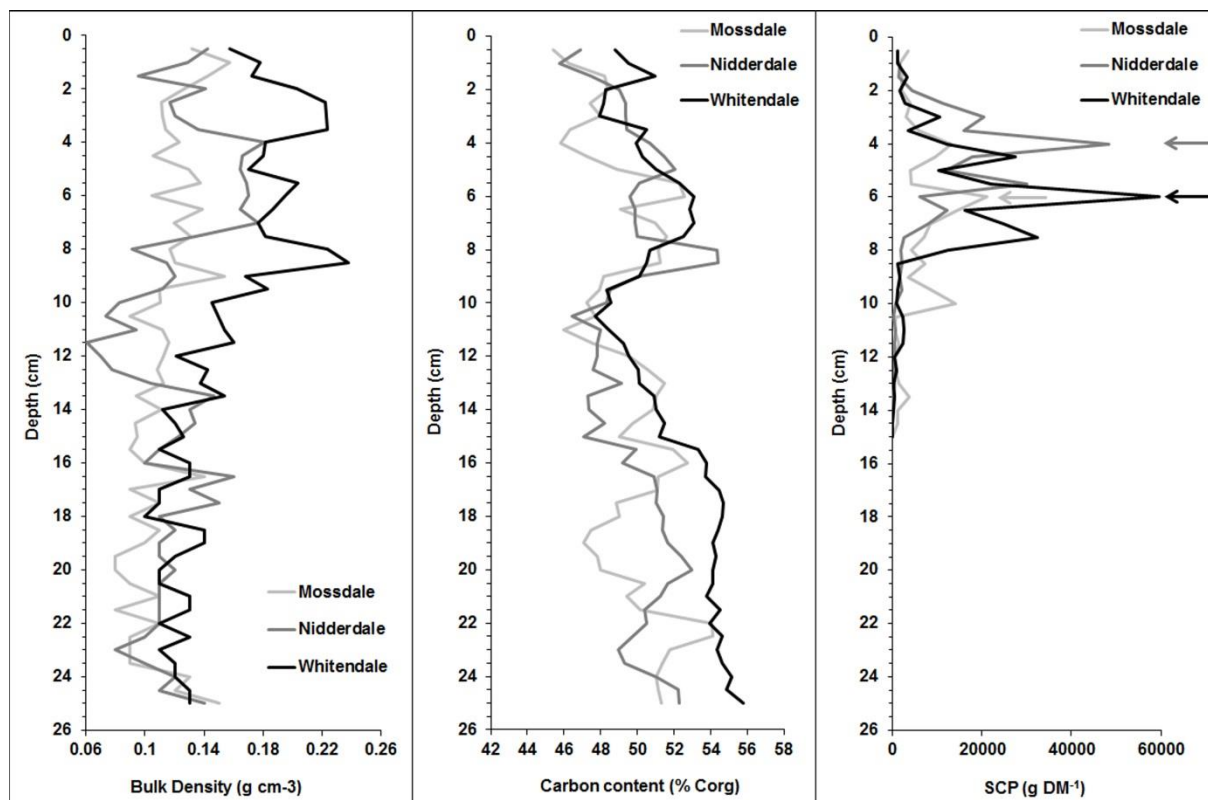 0
2
4
6
8
10
12
14
16
18
20
22
24
26
Depth (cm)
0.06 0.1 0.14 0.18 0.22 0.26
Bulk Density (g cm-3)
Mossdale
Nidderdale
Whitendale
0
2
4
6
8
10
12
14
16
18
20
22
24
26
Depth (cm)
42 44 46 48 50 52 54 56 58
Carbon content (% Corg)
Mossdale
Nidderdale
Whitendale
0
2
4
6
8
10
12
14
16
18
20
22
24
26
Depth (cm)
0 20000 40000 60000
SCP (g DM-1)
Mossdale
Nidderdale
Whitendale